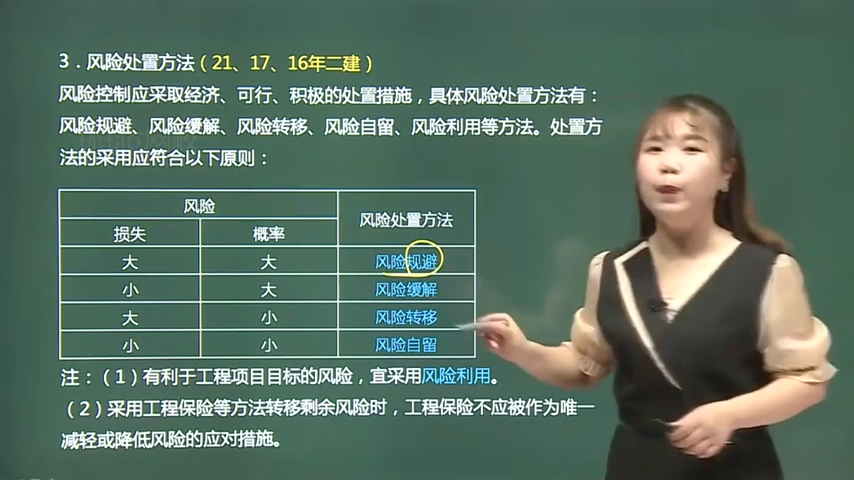 3．风险处置方法（21、17、16年二建）
风险控制应采取经济、可行、积极的处置措施，具体风险处置方法有：
风险规避、风险缓解、风险转移、风险自留、风险利用等方法。处置方
法的采用应符合以下原则：
风险 风险处置方法
损失 概率
大 大 风险规避
小 大 风险缓解
大 小 风险转移
小 小 风险自留
注：（1）有利于工程项目目标的风险，宜采用风险利用。
（2）采用工程保险等方法转移剩余风险时，工程保险不应被作为唯一
减轻或降低风险的应对措施。